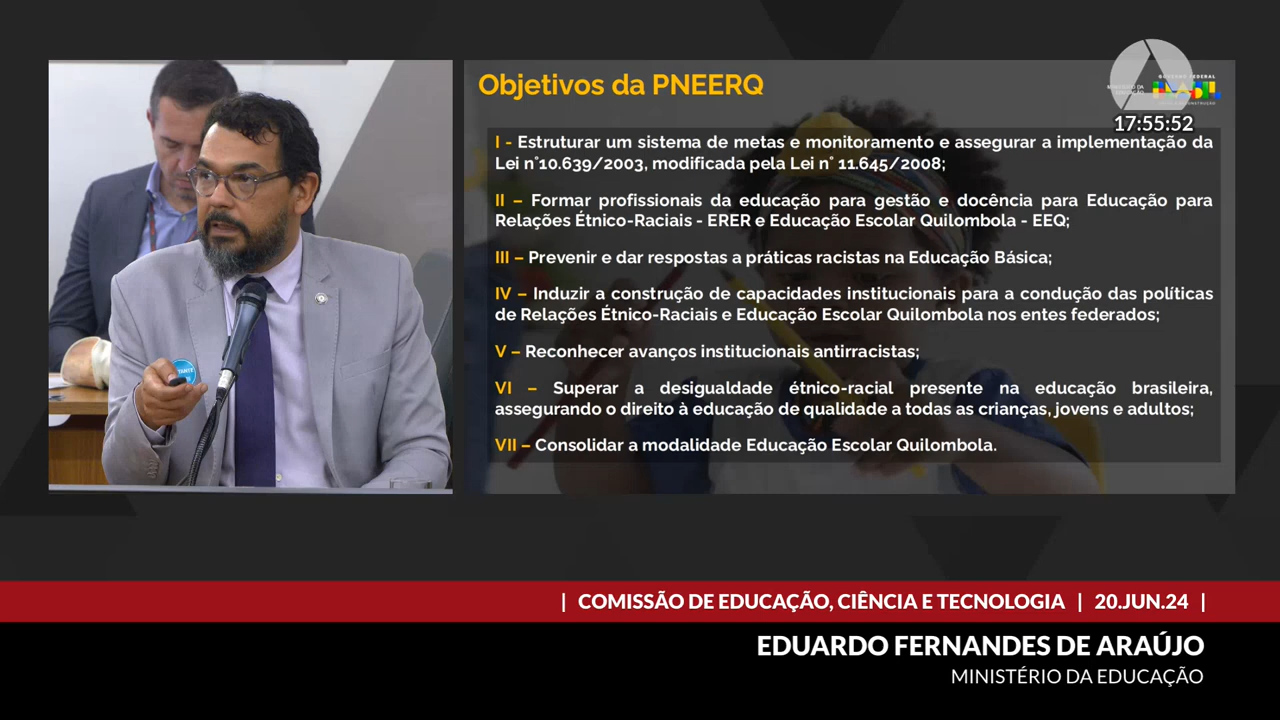 Objetivos da PNEERQ
GOVERNO FEDERAL
BRASIL
17:55:52
I - Estruturar um sistema de metas e monitoramento e assegurar a implementação da
Lei n°10.639/2003, modificada pela Lei n° 11.645/2008;
II – Formar profissionais da educação para gestão e docência para Educação para
Relações Étnico-Raciais - ERER e Educação Escolar Quilombola - EEQ;
III – Prevenir e dar respostas a práticas racistas na Educação Básica;
IV – Induzir a construção de capacidades institucionais para a condução das políticas
de Relações Étnico-Raciais e Educação Escolar Quilombola nos entes federados;
V – Reconhecer avanços institucionais antirracistas;
VI – Superar a desigualdade étnico-racial presente na educação brasileira,
assegurando o direito à educação de qualidade a todas as crianças, jovens e adultos;
VII – Consolidar a modalidade Educação Escolar Quilombola.
| COMISSÃO DE EDUCAÇÃO, CIÊNCIA E TECNOLOGIA | 20.JUN.24 |
EDUARDO FERNANDES DE ARAÚJO
MINISTÉRIO DA EDUCAÇÃO